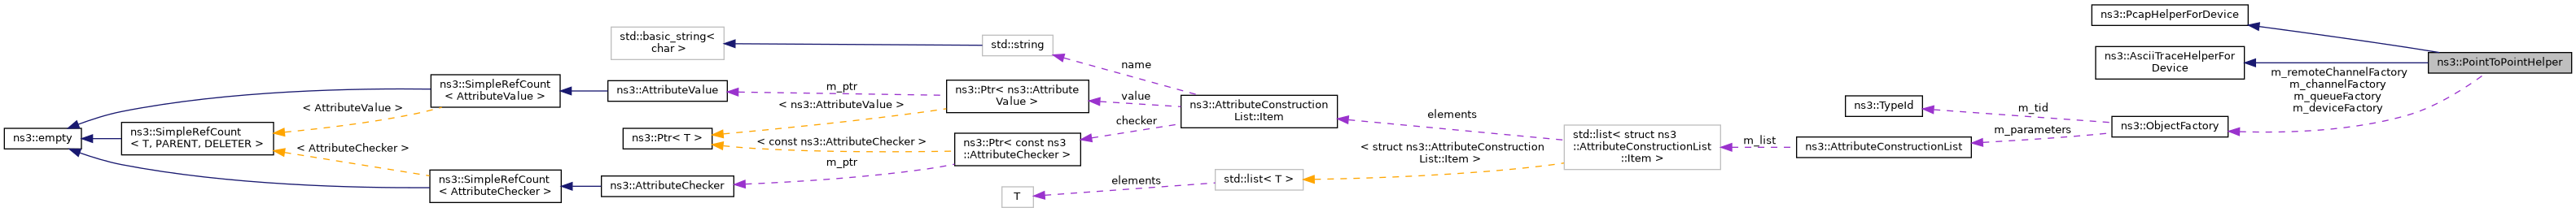 ns3::PcapHelperForDevice
std::basic_string<
char >
std::string
ns3::AsciiTraceHelperFor
Device
ns3::PointToPointHelper
name
m_remoteChannelFactory
m_channelFactory
m_queueFactory
m_deviceFactory
ns3::SimpleRefCount
< AttributeValue >
ns3::AttributeValue
m_ptr
ns3::Ptr< ns3::Attribute
Value >
value
ns3::AttributeConstruction
List::Item
ns3::TypeId
m_tid
< AttributeValue >
< ns3::AttributeValue >
elements
checker
ns3::ObjectFactory
ns3::empty
ns3::SimpleRefCount
< T, PARENT, DELETER >
ns3::Ptr< T >
< const ns3::AttributeChecker >
ns3::Ptr< const ns3
::AttributeChecker >
std::list< struct ns3
::AttributeConstructionList
::Item >
m_list
ns3::AttributeConstructionList
m_parameters
< AttributeChecker >
m_ptr
< struct ns3::AttributeConstruction
List::Item >
ns3::SimpleRefCount
< AttributeChecker >
ns3::AttributeChecker
elements
std::list< T >
T